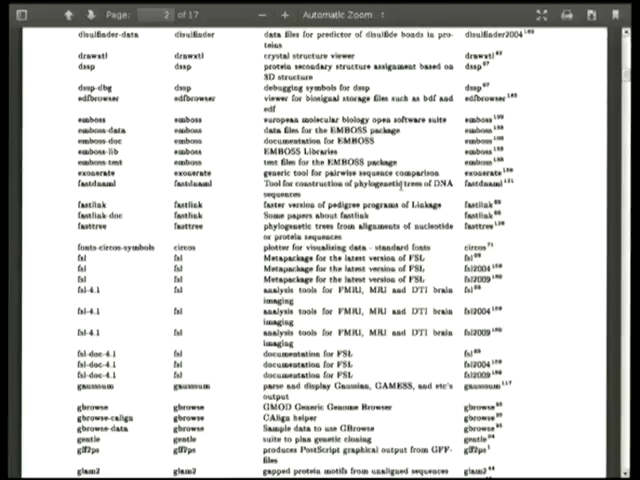 Page: 2 of 17 − + Automatic Zoom
disulfinder-data disulfinder data files for predictor of disulfide bonds in pro- disulfinder2004
teins
drawxtl drawxtl crystal structure viewer drawxtl
dssp dssp protein secondary structure assignment based on dssp
3D structure
dssp-dbg dssp debugging symbols for dssp dssp
edfbrowser edfbrowser viewer for biosignal storage files such as bdf and edfbrowser
edf
emboss emboss european molecular biology open software suite emboss
emboss-data emboss data files for the EMBOSS package emboss
emboss-doc emboss documentation for EMBOSS emboss
emboss-lib emboss EMBOSS Libraries emboss
emboss-test emboss test files for the EMBOSS package emboss
exonerate exonerate generic tool for pairwise sequence comparison exonerate
fastdnaml fastdnaml Tool for construction of phylogenetic trees of DNA fastdnaml
sequences
fastlink fastlink faster version of pedigree programs of Linkage fastlink
fastlink-doc fastlink Some papers about fastlink fastlink
fasttree fasttree phylogenetic trees from alignments of nucleotide fasttree
or protein sequences
fonts-circos-symbols circos plotter for visualizing data - standard fonts circos
fsl fsl Metapackage for the latest version of FSL fsl
fsl fsl Metapackage for the latest version of FSL fsl2004
fsl fsl Metapackage for the latest version of FSL fsl2009
fsl-4.1 fsl analysis tools for FMRI, MRI and DTI brain fsl
imaging
fsl-4.1 fsl analysis tools for FMRI, MRI and DTI brain fsl2004
imaging
fsl-4.1 fsl analysis tools for FMRI, MRI and DTI brain fsl2009
imaging
fsl-doc-4.1 fsl documentation for FSL fsl
fsl-doc-4.1 fsl documentation for FSL fsl2004
fsl-doc-4.1 fsl documentation for FSL fsl2009
gausssum gausssum parse and display Gaussian, GAMESS, and etc's gausssum
output
gbrowse gbrowse GMOD Generic Genome Browser gbrowse
gbrowse-calign gbrowse CAlign helper gbrowse
gbrowse-data gbrowse Sample data to use GBrowse gbrowse
gentle gentle suite to plan genetic cloning gentle
gff2ps gff2ps produces PostScript graphical output from GFF- gff2ps
files
glam2 glam2 gapped protein motifs from unaligned sequences glam2